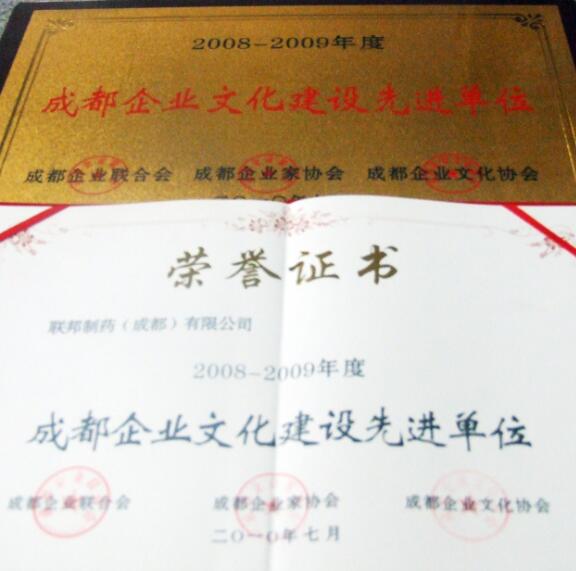 2008-2009年度
成都企业文化建设先进单位
成都企业联合会 成都企业家协会 成都企业文化协会
荣誉证书
联邦制药（成都）有限公司
2008-2009年度
成都企业文化建设先进单位
成都企业联合会 成都企业家协会 成都企业文化协会
二〇一〇年七月